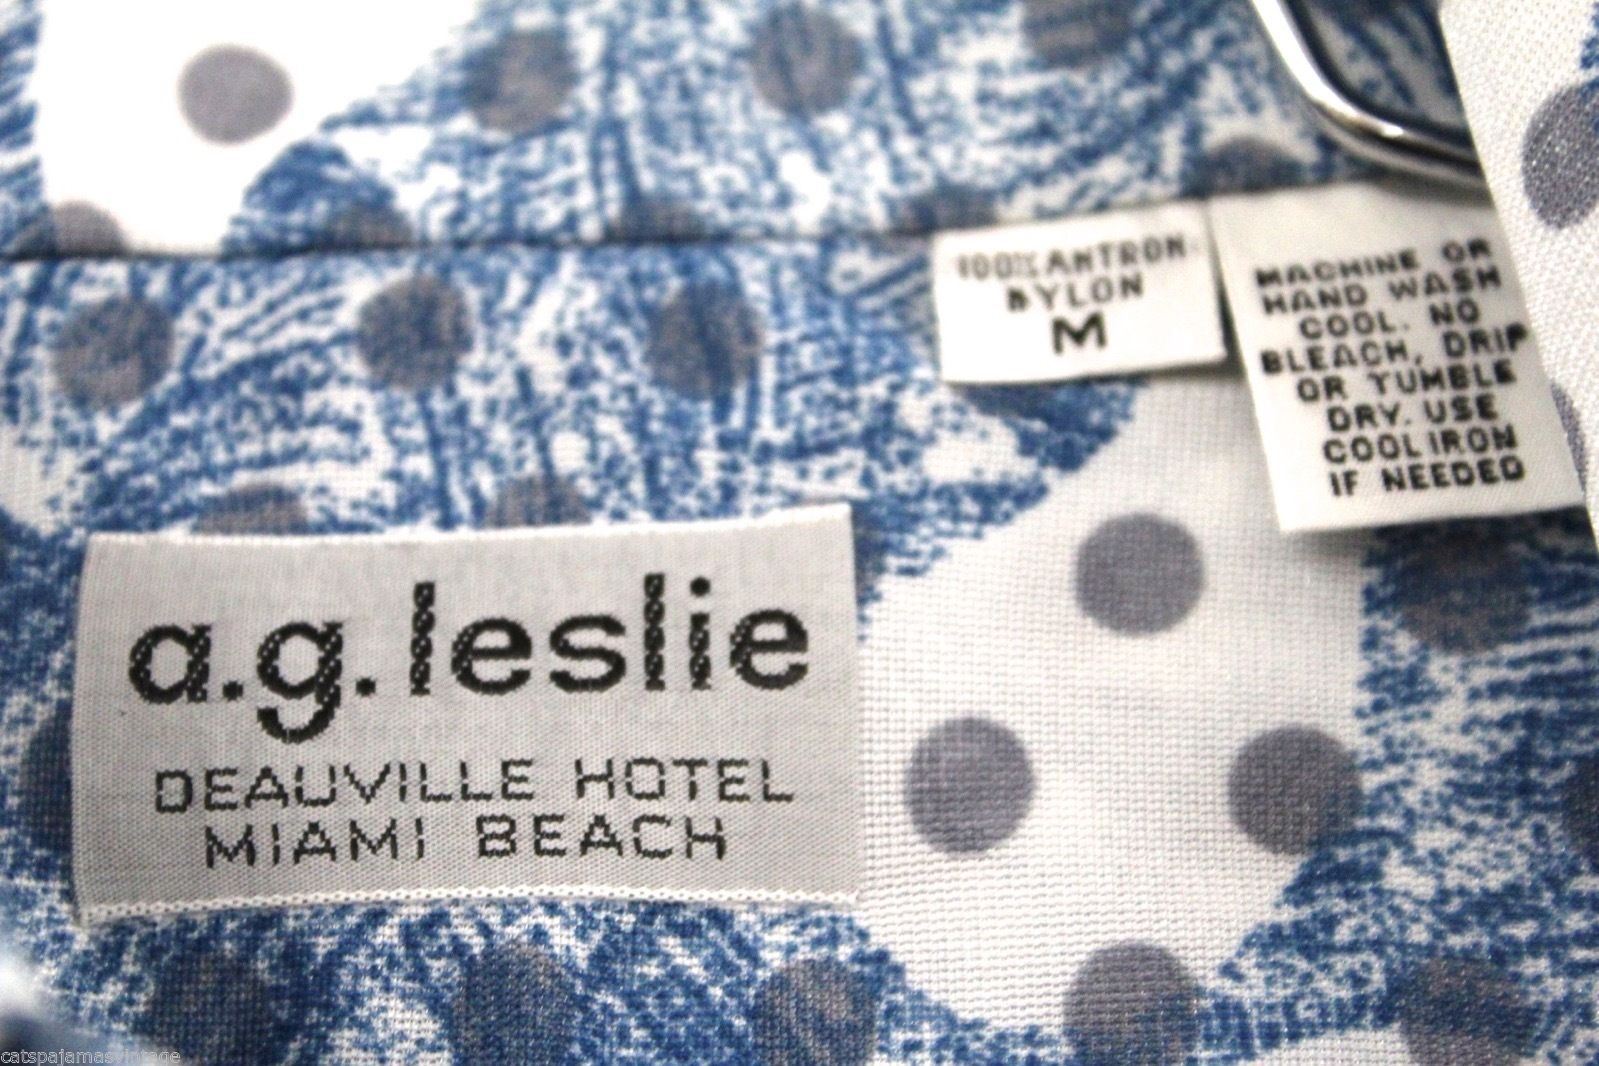 a.g. leslie
DEAUVILLE HOTEL
MIAMI BEACH
100% ANTRON
NYLON
M
MACHINE OR
HAND WASH
COOL. NO
BLEACH, DRIP
OR TUMBLE
DRY. USE
COOL IRON
IF NEEDED
catspajamasvintage